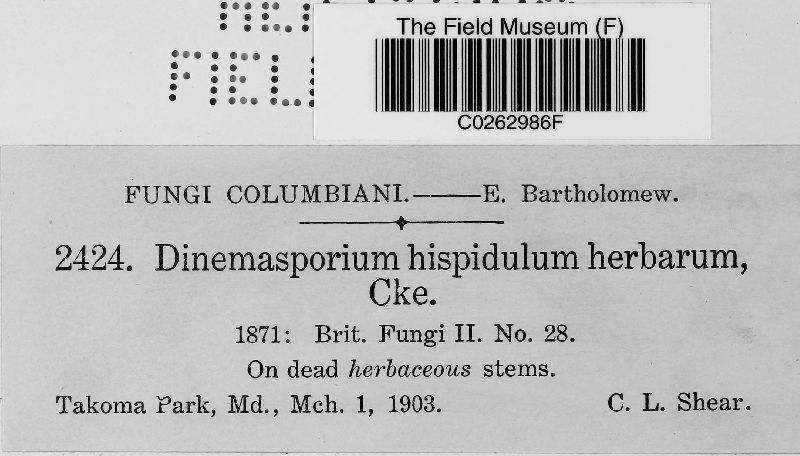 The Field Museum (F)
C0262986F
FUNGI COLUMBIANI.——E. Bartholomew.
2424. Dinemasporium hispidulum herbarum,
Cke.
1871: Brit. Fungi II. No. 28.
On dead herbaceous stems.
Takoma Park, Md., Mch. 1, 1903. C. L. Shear.